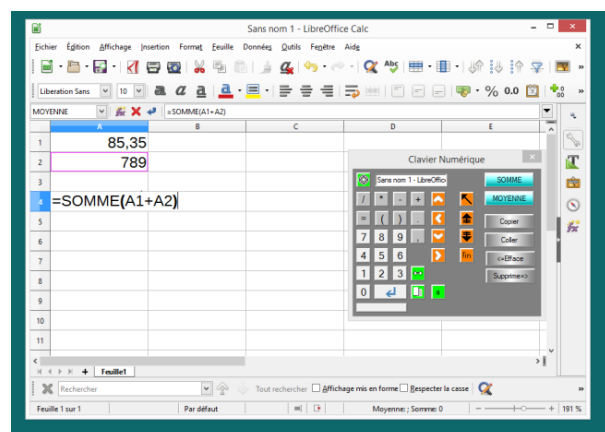 Sans nom 1 - LibreOffice Calc
Fichier Édition Affichage Insertion Format Feuille Données Outils Fenêtre Aide
Liberation Sans 10 a a a % 0.0
MOYENNE =SOMME(A1+A2)
A B C D E
1 85,35
2 789
3
4 =SOMME(A1+A2)
5
6
7
8
9
10
11
Clavier Numérique
Sans nom 1 - LibreOffic SOMME
/ * - + MOYENNE
= ( ) . Copier
7 8 9 , Coller
4 5 6 fin <=Efface
1 2 3 Supprime=>
0 a
Feuille1
Rechercher Tout rechercher Affichage mis en forme Respecter la casse
Feuille 1 sur 1 Par défaut Moyenne: ; Somme: 0 191 %